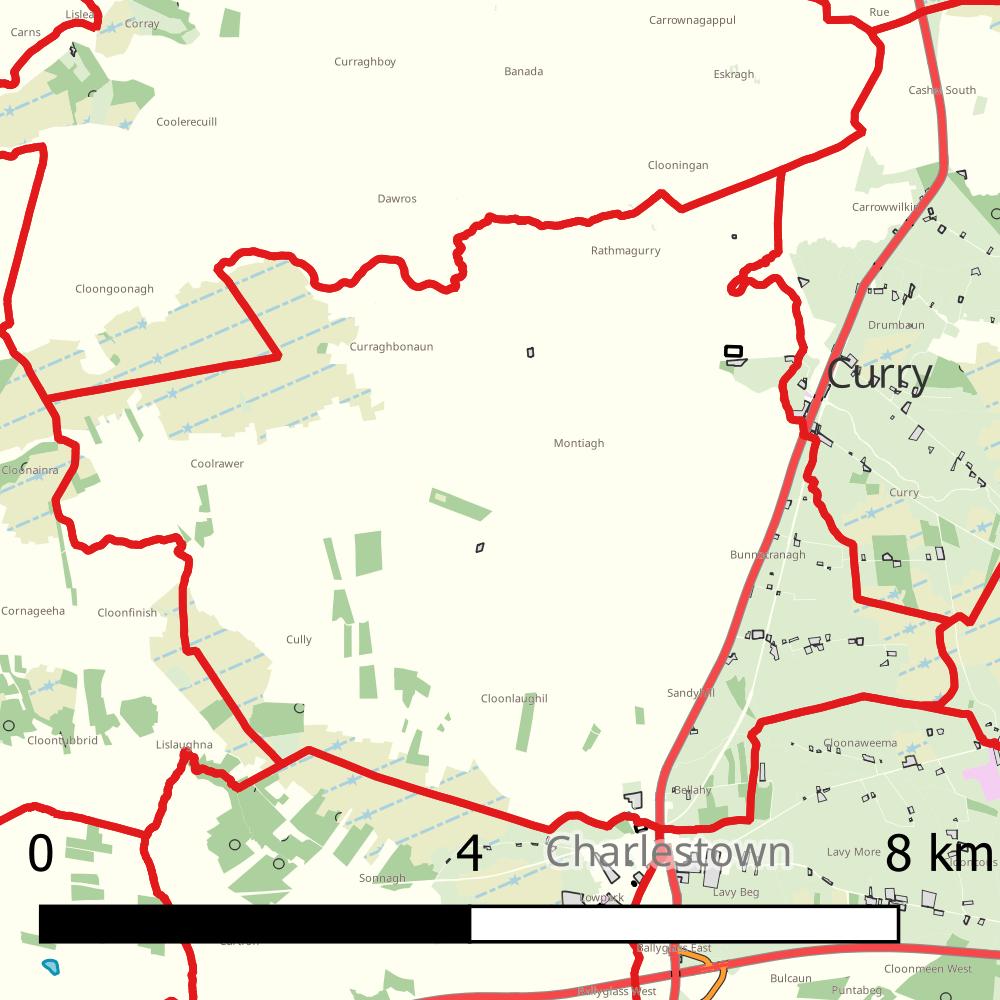 Lislea
Corray
Carns
Carrownagappul
Rue
Curraghboy
Banada
Eskragh
Cashel South
Coolerecuill
Clooningan
Dawros
Carrowwilkin
Rathmagurry
Cloongoonagh
Drumbaun
Curraghbonaun
Curry
Montiagh
Coolrawer
Cloonainra
Curry
Bunnatranagh
Cornageeha
Cloonfinish
Cully
Sandyhill
Cloonlaughil
Cloontubbrid
Lislaughna
Cloonaweema
Bellahy
0
4
8 km
Charlestown
Lavy More
Sonnagh
Lavy Beg
Lowpark
Ballyglass East
Cloonmeen West
Bulcaun
Ballyglass West
Puntabeg